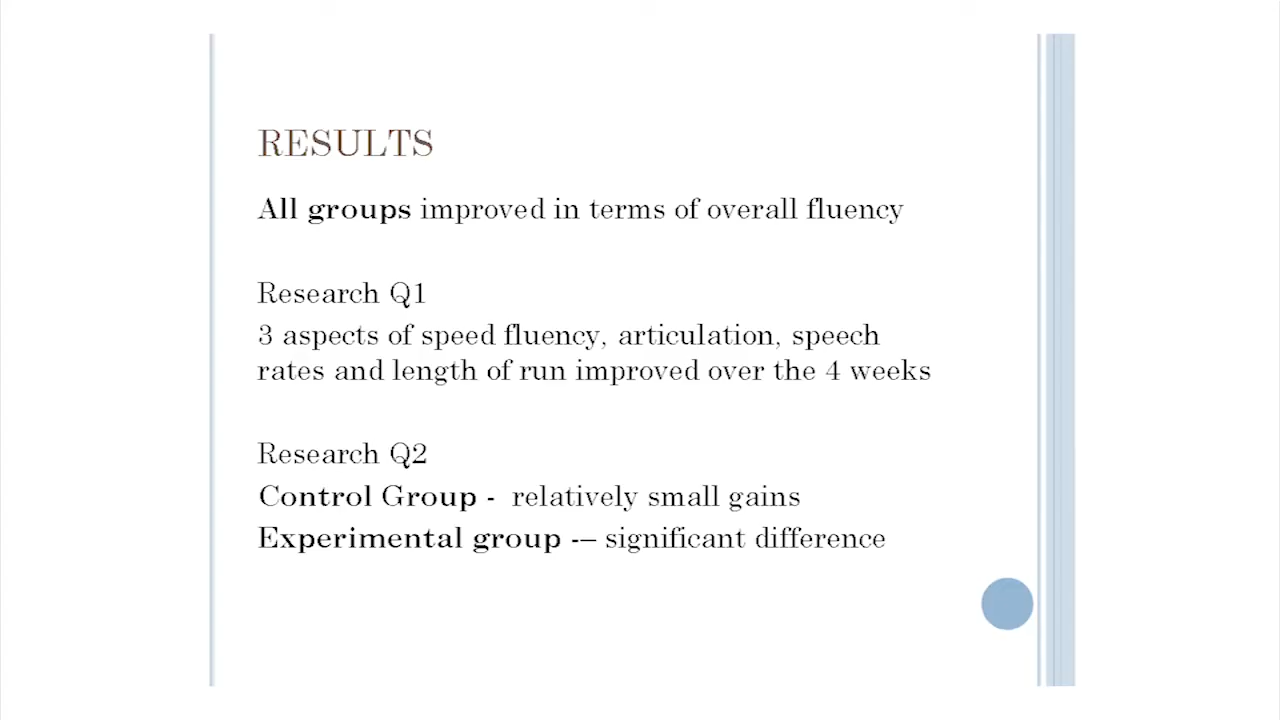 RESULTS
All groups improved in terms of overall fluency
Research Q1
3 aspects of speed fluency, articulation, speech
rates and length of run improved over the 4 weeks
Research Q2
Control Group - relatively small gains
Experimental group -– significant difference